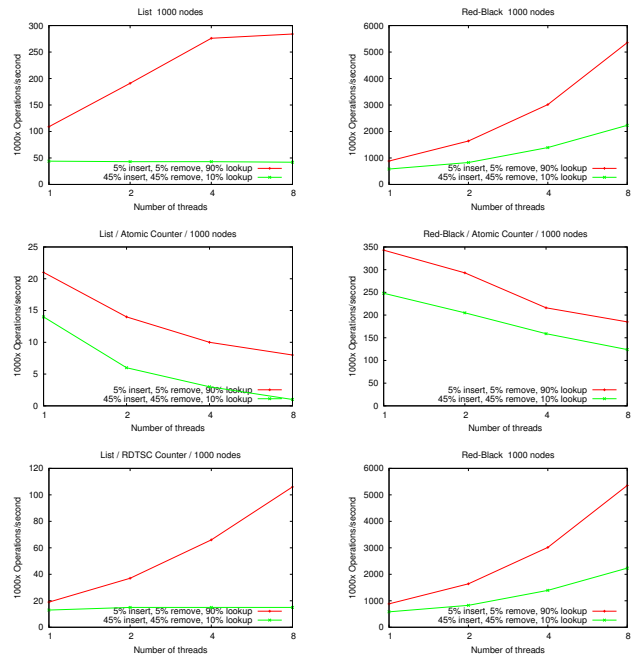 List  1000 nodes
300
250
200
150
100
50
0
1
2
4
8
1000x Operations/second
Number of threads
5% insert, 5% remove, 90% lookup
45% insert, 45% remove, 10% lookup
Red-Black  1000 nodes
6000
5000
4000
3000
2000
1000
0
1
2
4
8
1000x Operations/second
Number of threads
5% insert, 5% remove, 90% lookup
45% insert, 45% remove, 10% lookup
List / Atomic Counter / 1000 nodes
25
20
15
10
5
0
1
2
4
8
1000x Operations/second
Number of threads
5% insert, 5% remove, 90% lookup
45% insert, 45% remove, 10% lookup
Red-Black / Atomic Counter / 1000 nodes
350
300
250
200
150
100
50
0
1
2
4
8
1000x Operations/second
Number of threads
5% insert, 5% remove, 90% lookup
45% insert, 45% remove, 10% lookup
List / RDTSC Counter / 1000 nodes
120
100
80
60
40
20
0
1
2
4
8
1000x Operations/second
Number of threads
5% insert, 5% remove, 90% lookup
45% insert, 45% remove, 10% lookup
Red-Black  1000 nodes
6000
5000
4000
3000
2000
1000
0
1
2
4
8
1000x Operations/second
Number of threads
5% insert, 5% remove, 90% lookup
45% insert, 45% remove, 10% lookup